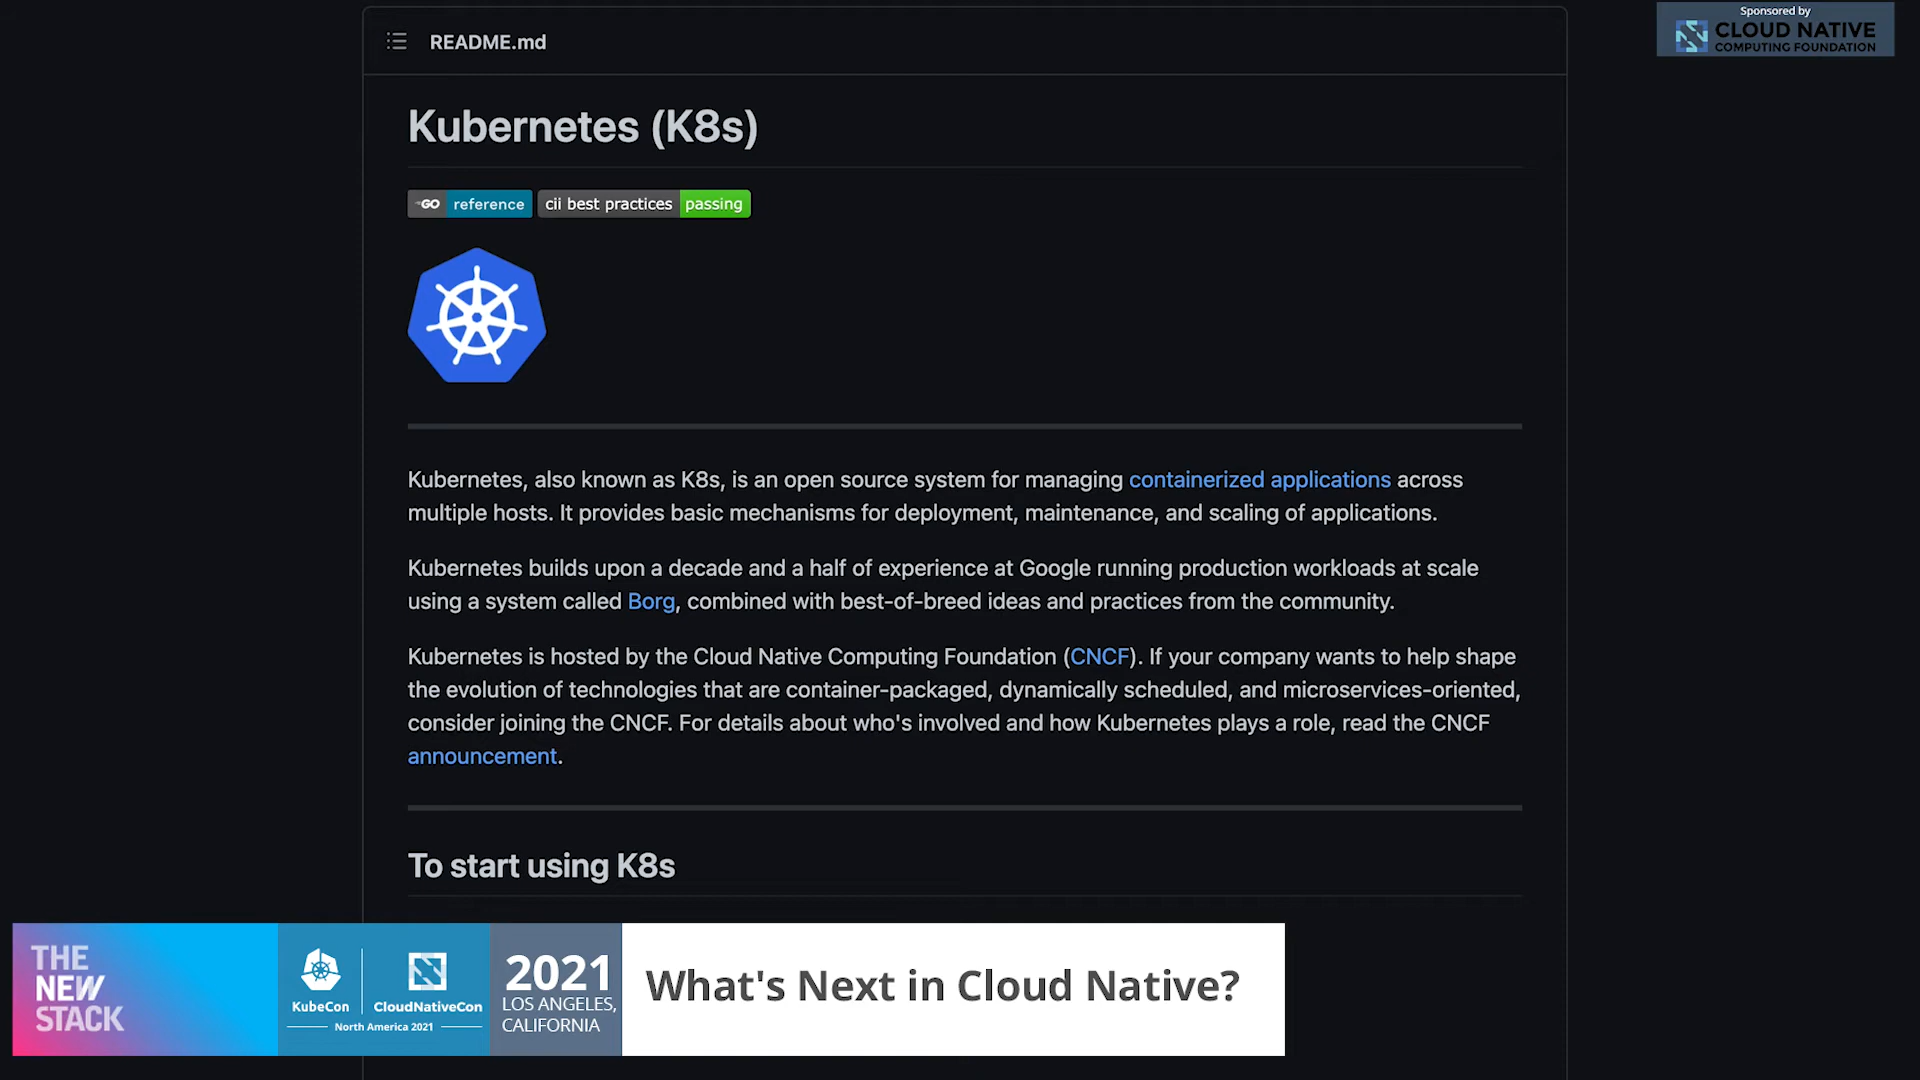 Sponsored by
CLOUD NATIVE
COMPUTING FOUNDATION
README.md
Kubernetes (K8s)
GO reference cii best practices passing
Kubernetes, also known as K8s, is an open source system for managing containerized applications across
multiple hosts. It provides basic mechanisms for deployment, maintenance, and scaling of applications.
Kubernetes builds upon a decade and a half of experience at Google running production workloads at scale
using a system called Borg, combined with best-of-breed ideas and practices from the community.
Kubernetes is hosted by the Cloud Native Computing Foundation (CNCF). If your company wants to help shape
the evolution of technologies that are container-packaged, dynamically scheduled, and microservices-oriented,
consider joining the CNCF. For details about who's involved and how Kubernetes plays a role, read the CNCF
announcement.
To start using K8s
THE
NEW
STACK
KubeCon
CloudNativeCon
North America 2021
2021
LOS ANGELES,
CALIFORNIA
What's Next in Cloud Native?